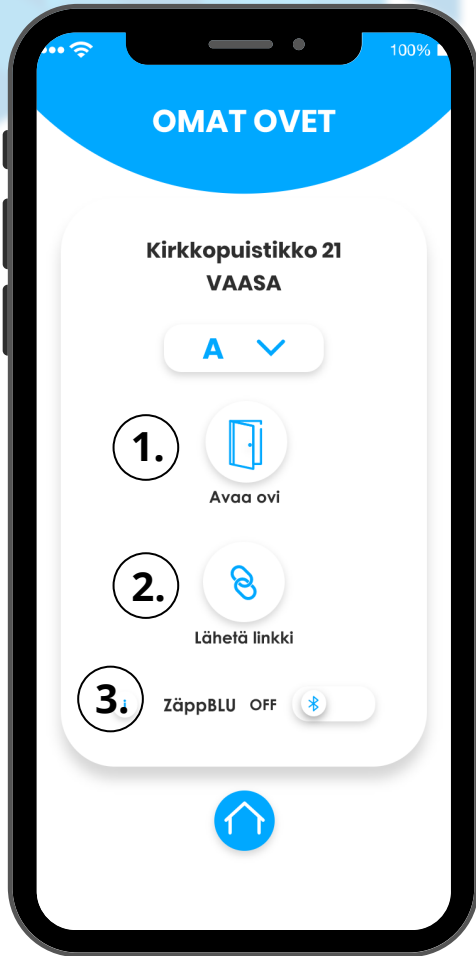 100%
OMAT OVET
Kirkkopuistikko 21
VAASA
A
1.
Avaa ovi
2.
Lähetä linkki
3.
ZäppBLU OFF